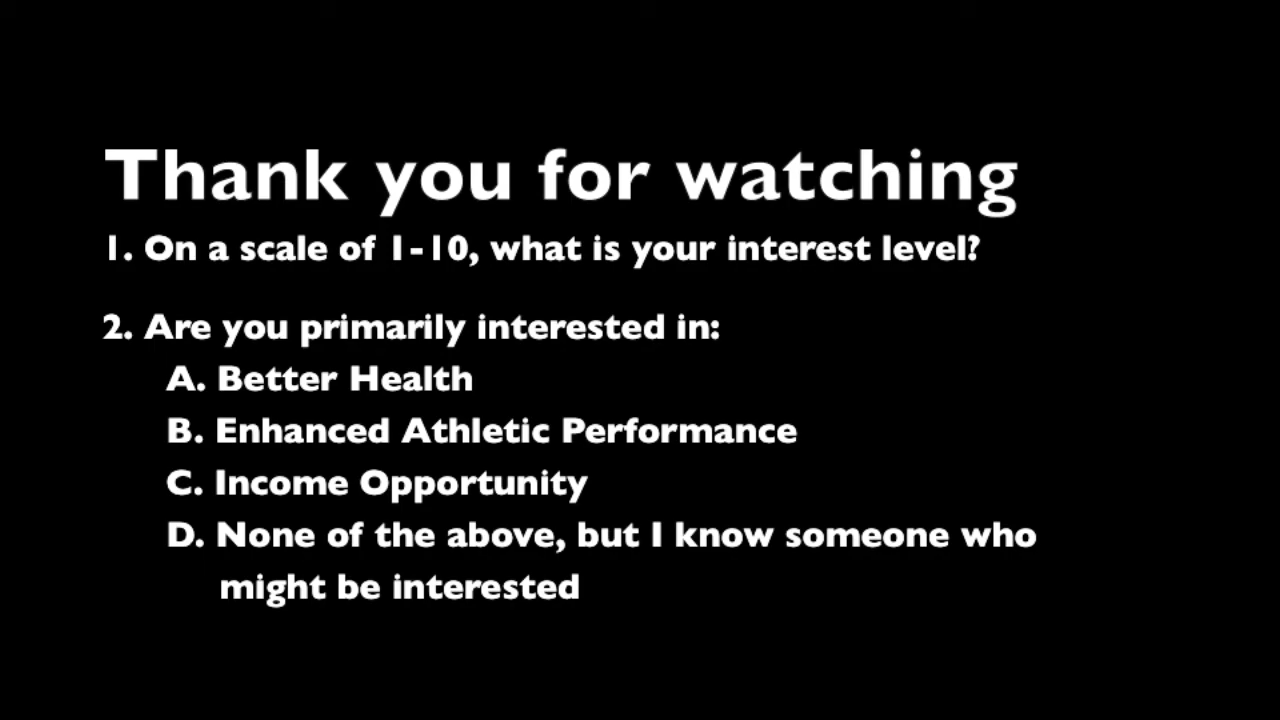 Thank you for watching
1. On a scale of 1-10, what is your interest level?
2. Are you primarily interested in:
A. Better Health
B. Enhanced Athletic Performance
C. Income Opportunity
D. None of the above, but I know someone who
might be interested